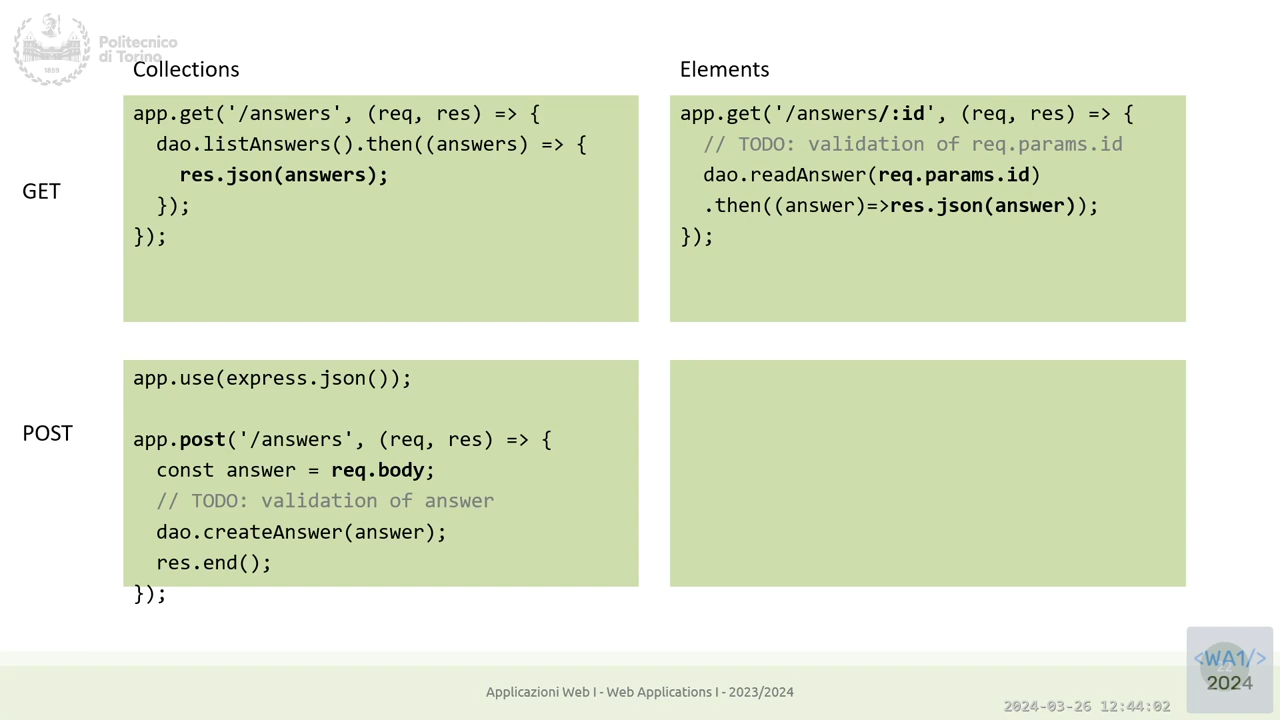 Politecnico
di Torino
1859
Collections
Elements
GET
app.get('/answers', (req, res) => {
  dao.listAnswers().then((answers) => {
    res.json(answers);
  });
});
app.get('/answers/:id', (req, res) => {
  // TODO: validation of req.params.id
  dao.readAnswer(req.params.id)
  .then((answer)=>res.json(answer));
});
POST
app.use(express.json());
app.post('/answers', (req, res) => {
  const answer = req.body;
  // TODO: validation of answer
  dao.createAnswer(answer);
  res.end();
});
Applicazioni Web I - Web Applications I - 2023/2024
2024-03-26 12:44:02
<WA1/>
2024